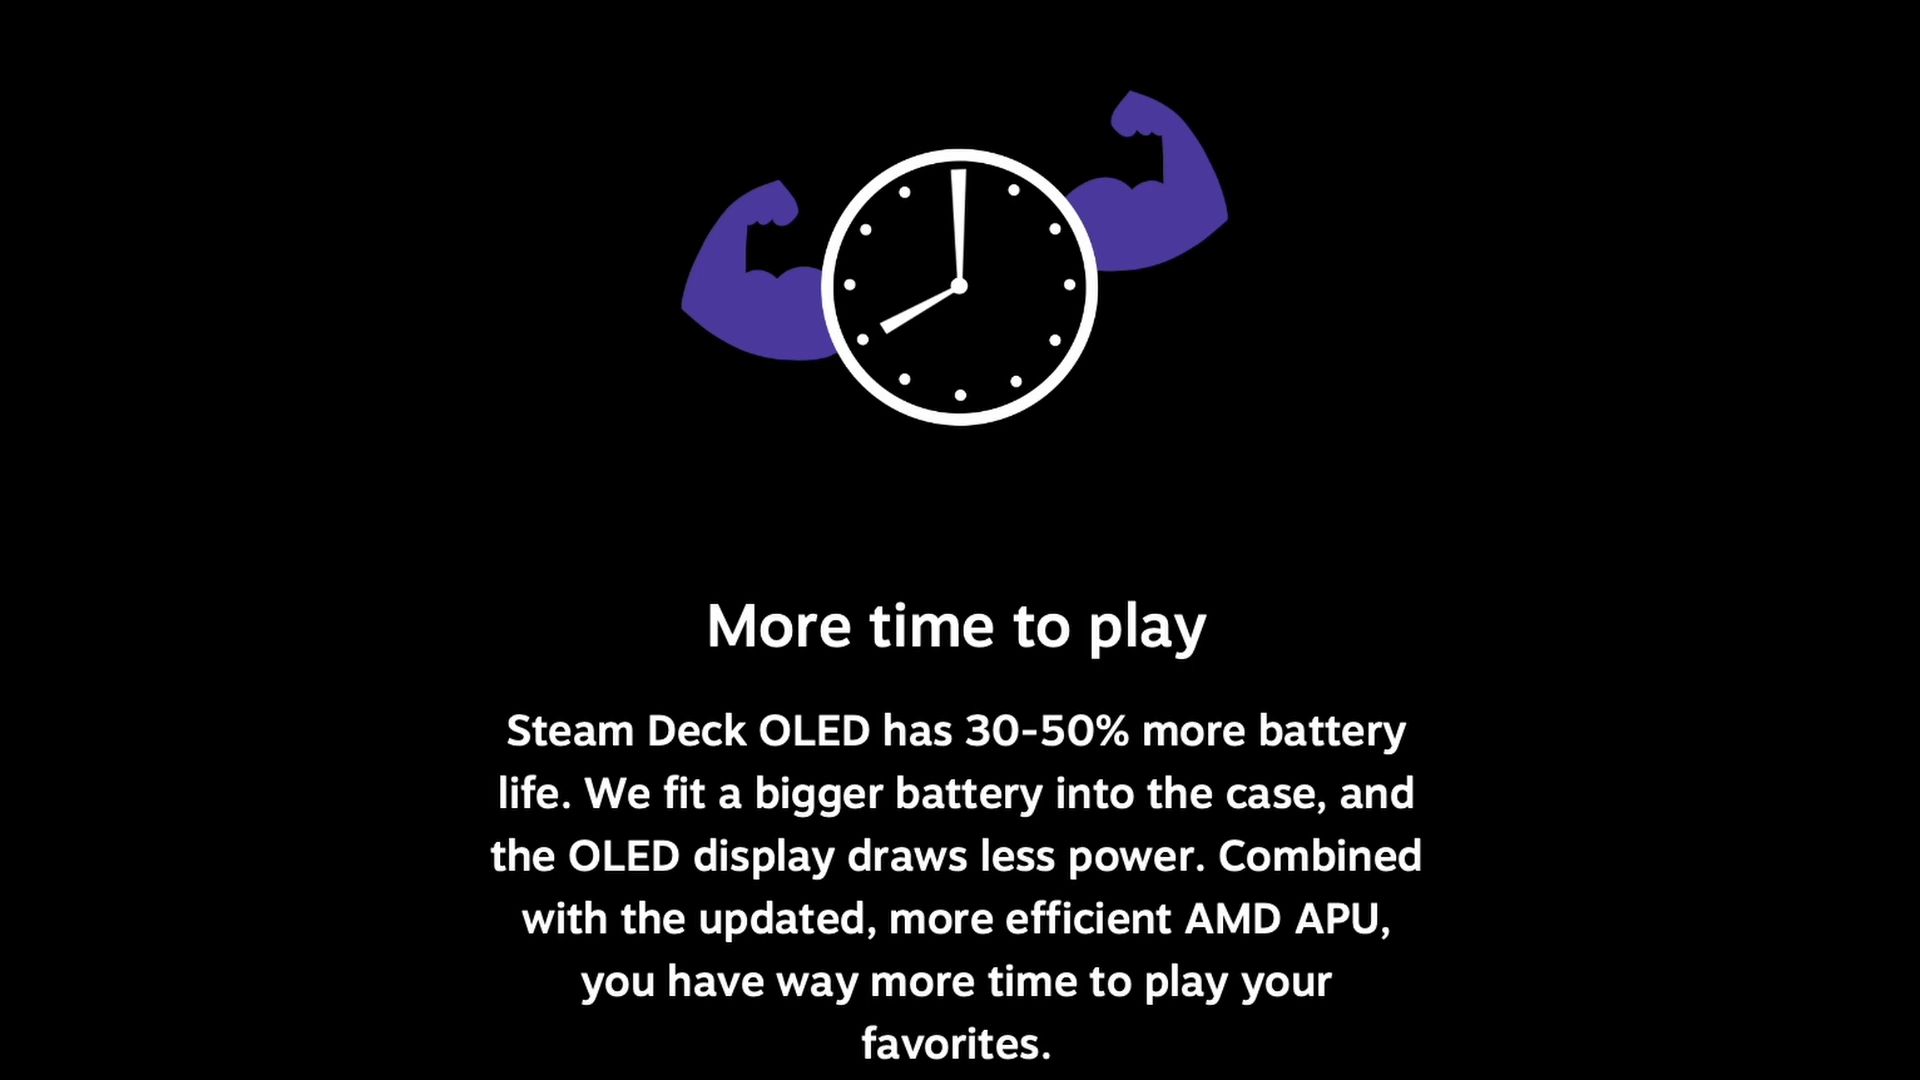 More time to play
Steam Deck OLED has 30-50% more battery
life. We fit a bigger battery into the case, and
the OLED display draws less power. Combined
with the updated, more efficient AMD APU,
you have way more time to play your
favorites.